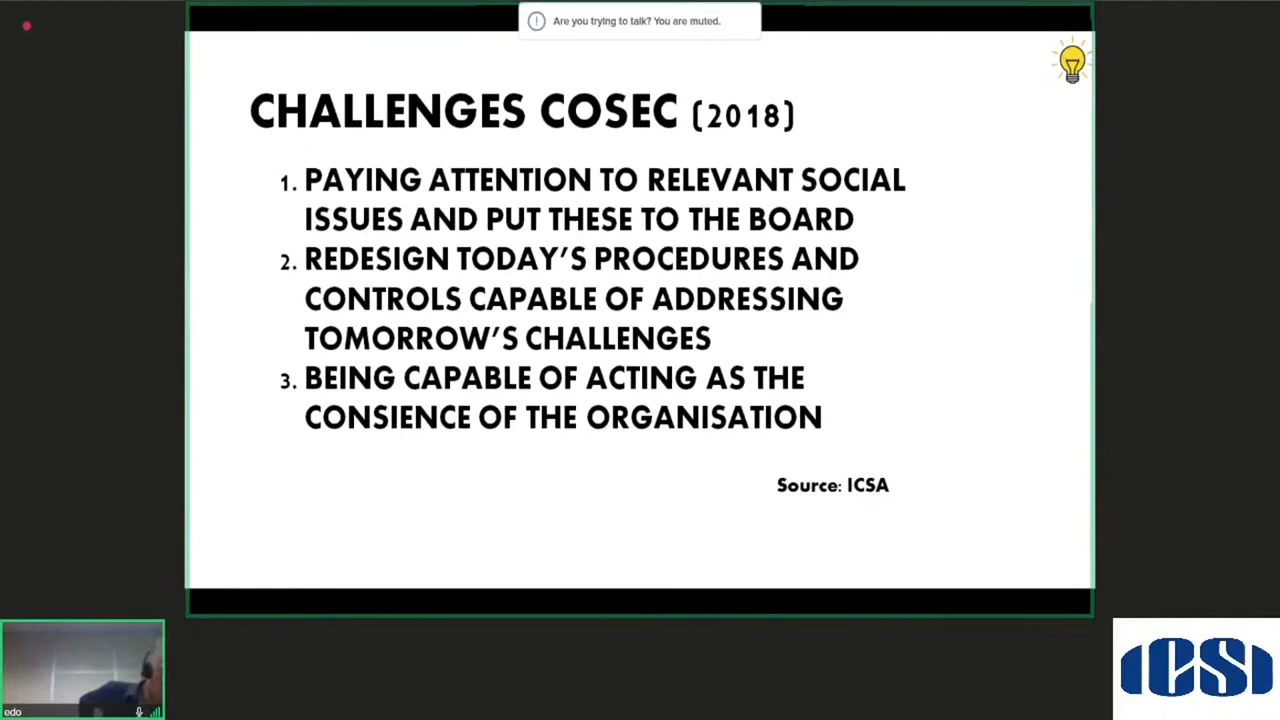 Are you trying to talk? You are muted.
CHALLENGES COSEC (2018)
1. PAYING ATTENTION TO RELEVANT SOCIAL
ISSUES AND PUT THESE TO THE BOARD
2. REDESIGN TODAY'S PROCEDURES AND
CONTROLS CAPABLE OF ADDRESSING
TOMORROW'S CHALLENGES
3. BEING CAPABLE OF ACTING AS THE
CONSIENCE OF THE ORGANISATION
Source: ICSA
edo
ICSI